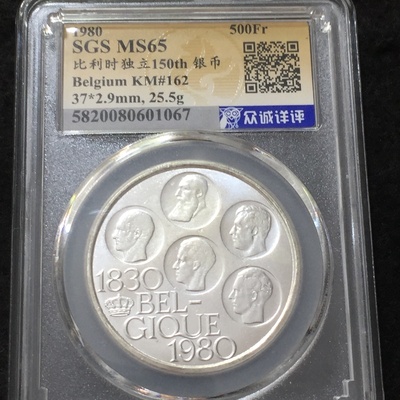 1980 500Fr
SGS MS65
比利时独立150th 银币
Belgium KM#162
37*2.9mm, 25.5g
5820080601067
众诚详评
1830
BEL-
GIQUE
1980